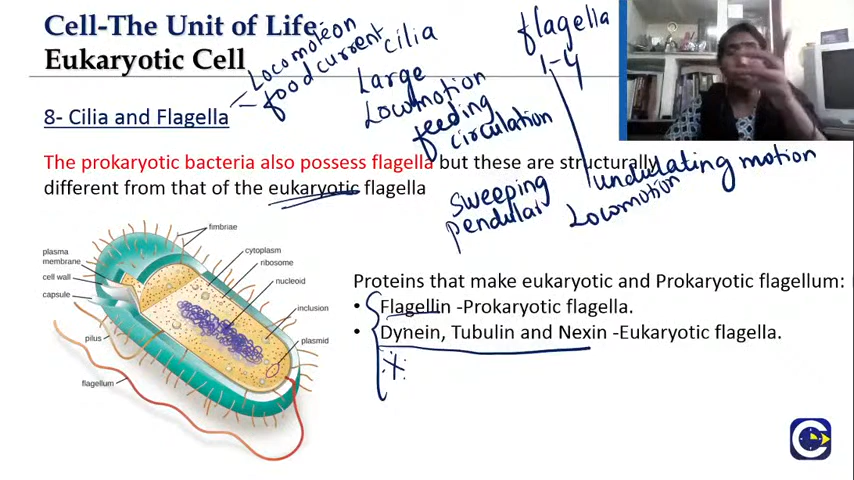 Cell-The Unit of Life
Eukaryotic Cell
Locomoteon
food current
cilia
Large
Locomotion
feeding
circulation
flagella
1-4
undulating motion
Locomotion
Sweeping
pendular
8- Cilia and Flagella
The prokaryotic bacteria also possess flagella but these are structurally
different from that of the eukaryotic flagella
fimbriae
plasma
membrane
cell wall
capsule
cytoplasm
ribosome
nucleoid
inclusion
plasmid
pilus
flagellum
Proteins that make eukaryotic and Prokaryotic flagellum:
• Flagellin -Prokaryotic flagella.
• Dynein, Tubulin and Nexin -Eukaryotic flagella.